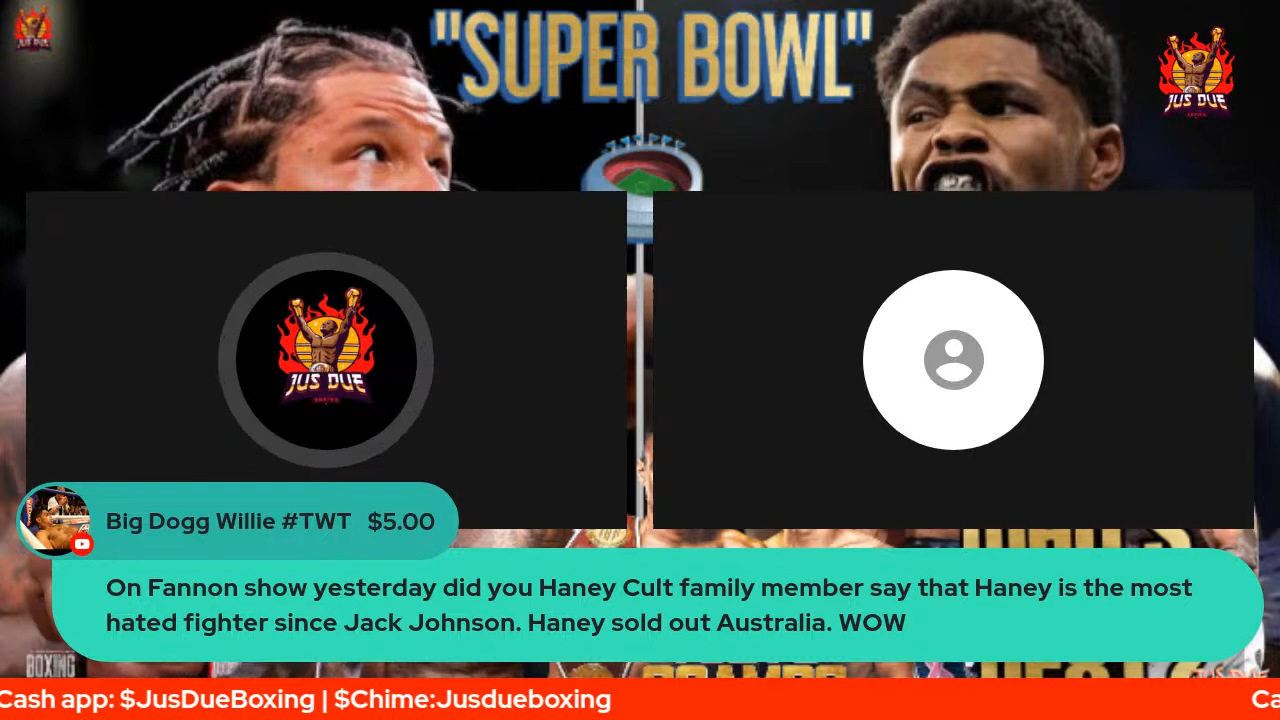 "SUPER BOWL"
JUS DUE
JUS DUE
JUS DUE
Big Dogg Willie #TWT $5.00
On Fannon show yesterday did you Haney Cult family member say that Haney is the most
hated fighter since Jack Johnson. Haney sold out Australia. WOW
BOXING
Cash app: $JusDueBoxing | $Chime:Jusdueboxing
Ca